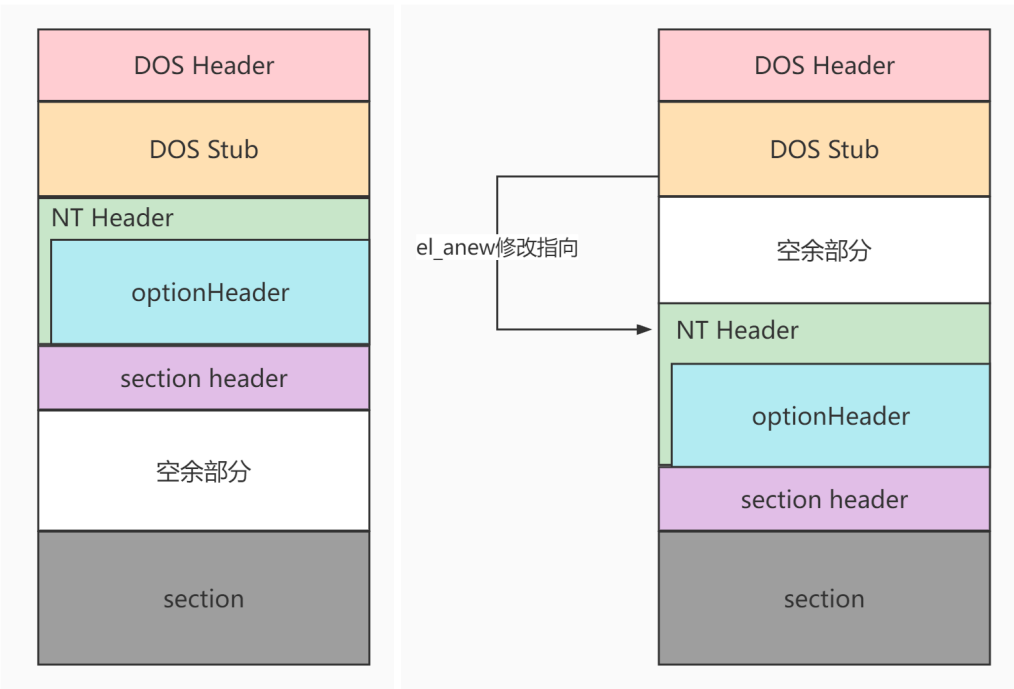 DOS Header
DOS Stub
NT Header
optionHeader
section header
空余部分
section
DOS Header
DOS Stub
el_anew修改指向
空余部分
NT Header
optionHeader
section header
section